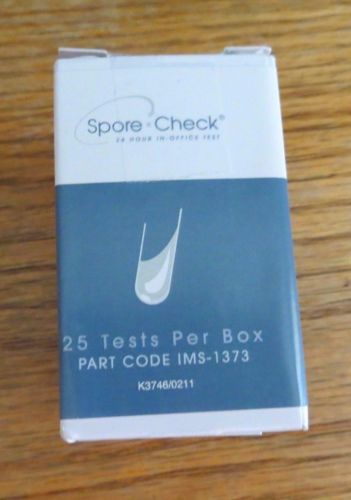 Spore•Check®
24 HOUR IN-OFFICE TEST
25 Tests Per Box
PART CODE IMS-1373
K3746/0211